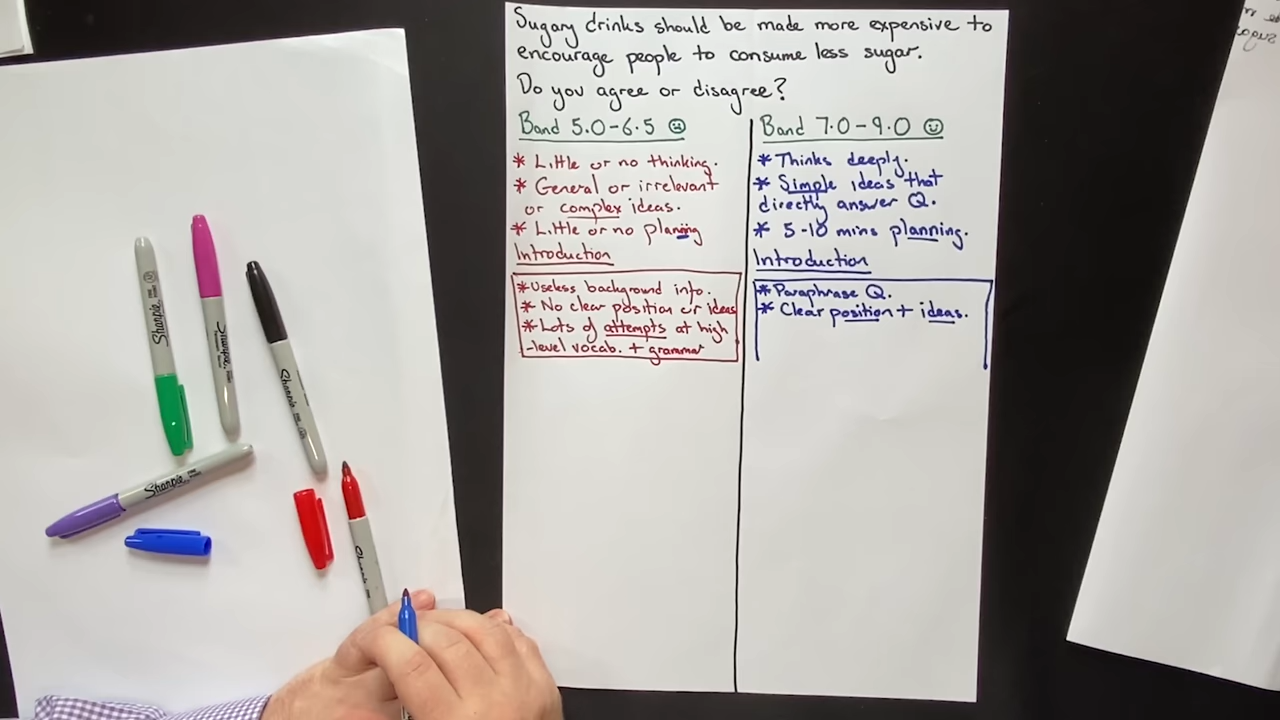 Sugary drinks should be made more expensive to
encourage people to consume less sugar.
Do you agree or disagree?
Band 5.0-6.5
* Little or no thinking.
* General or irrelevant
or complex ideas.
* Little or no planing
Introduction
*Useless background info.
* No clear position or ideas
*Lots of attempts at high
-level vocab. + grammar
Band 7.0-9.0
* Thinks deeply.
* Simple ideas that
directly answer Q.
* 5-10 mins planning.
Introduction
*Paraphrase Q.
* Clear position + ideas.
Sharpie
Sharpie
Sharpie
Sharpie